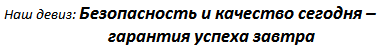 Наш девиз: Безопасность и качество сегодня –
гарантия успеха завтра